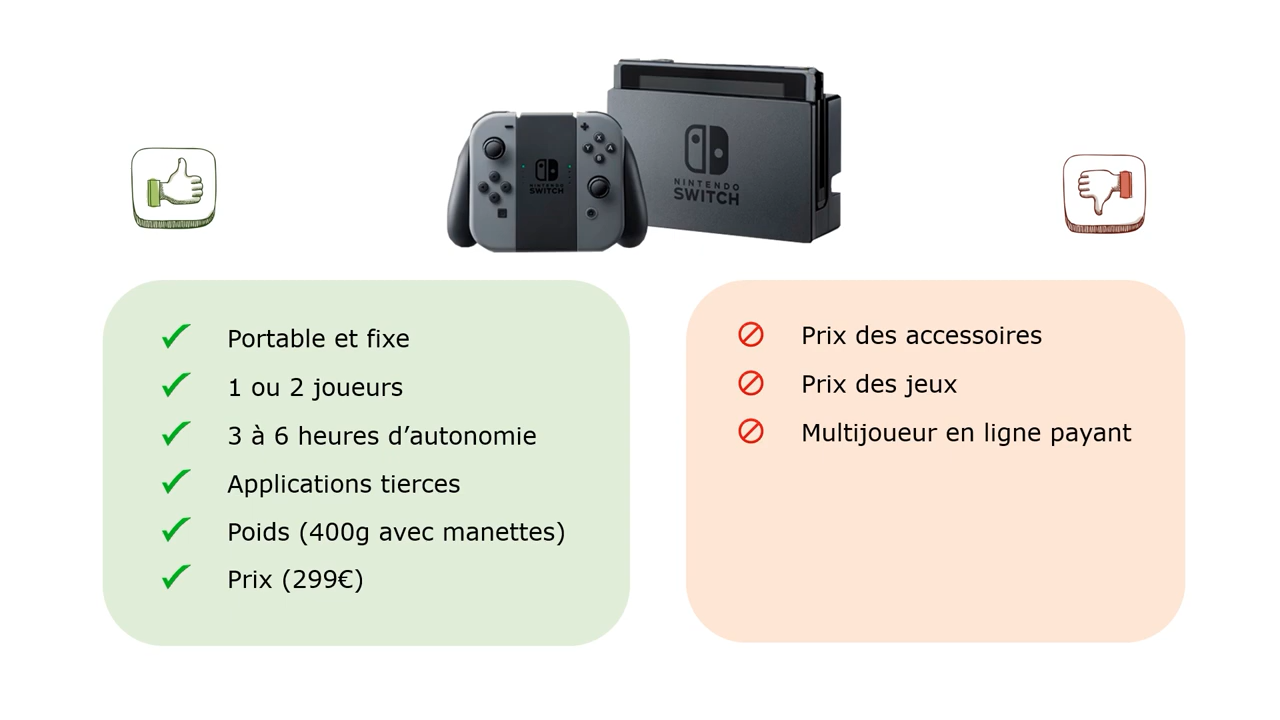 NINTENDO
SWITCH
NINTENDO
SWITCH
Portable et fixe
1 ou 2 joueurs
3 à 6 heures d’autonomie
Applications tierces
Poids (400g avec manettes)
Prix (299€)
Prix des accessoires
Prix des jeux
Multijoueur en ligne payant